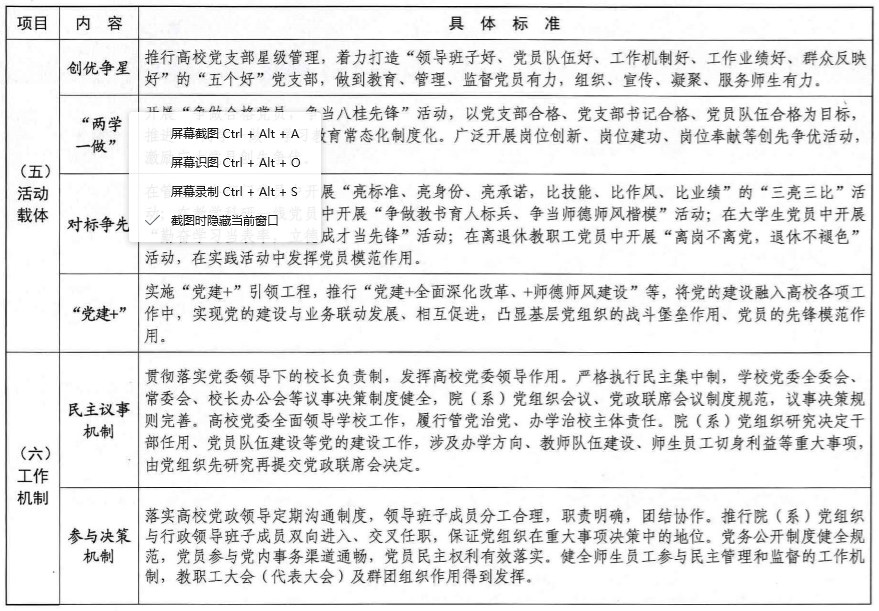 项目 内容 具体标准
创优争星
推行高校党支部星级管理，着力打造“领导班子好、党员队伍好、工作机制好、工作业绩好、群众反映
好”的“五个好”党支部，做到教育、管理、监督党员有力，组织、宣传、凝聚、服务师生有力。
“两学
一做”
开展“争做合格党员，争当八桂先锋”活动，以党支部合格、党支部书记合格、党员队伍合格为目标，
教育常态化制度化。广泛开展岗位创新、岗位建功、岗位奉献等创先争优活动，
（五）
活动
载体
对标争先
开展“亮标准、亮身份、亮承诺，比技能、比作风、比业绩”的“三亮三比”活
党员中开展“争做教书育人标兵、争当师德师风楷模”活动；在大学生党员中开展
成才当先锋”活动；在离退休教职工党员中开展“离岗不离党，退休不褪色”
活动，在实践活动中发挥党员模范作用。
屏幕截图 Ctrl + Alt + A
屏幕识图 Ctrl + Alt + O
屏幕录制 Ctrl + Alt + S
截图时隐藏当前窗口
“党建+”
实施“党建+”引领工程，推行“党建+全面深化改革、+师德师风建设”等，将党的建设融入高校各项工
作中，实现党的建设与业务联动发展、相互促进，凸显基层党组织的战斗堡垒作用、党员的先锋模范作
用。
（六）
工作
机制
民主议事
机制
贯彻落实党委领导下的校长负责制，发挥高校党委领导作用。严格执行民主集中制，学校党委全委会、
常委会、校长办公会等议事决策制度健全，院（系）党组织会议、党政联席会议制度规范，议事决策规
则完善。高校党委全面领导学校工作，履行管党治党、办学治校主体责任。院（系）党组织研究决定干
部任用、党员队伍建设等党的建设工作，涉及办学方向、教师队伍建设、师生员工切身利益等重大事项，
由党组织先研究再提交党政联席会决定。
参与决策
机制
落实高校党政领导定期沟通制度，领导班子成员分工合理，职责明确，团结协作。推行院（系）党组织
与行政领导班子成员双向进入、交叉任职，保证党组织在重大事项决策中的地位。党务公开制度健全规
范，党员参与党内事务渠道通畅，党员民主权利有效落实。健全师生员工参与民主管理和监督的工作机
制，教职工大会（代表大会）及群团组织作用得到发挥。